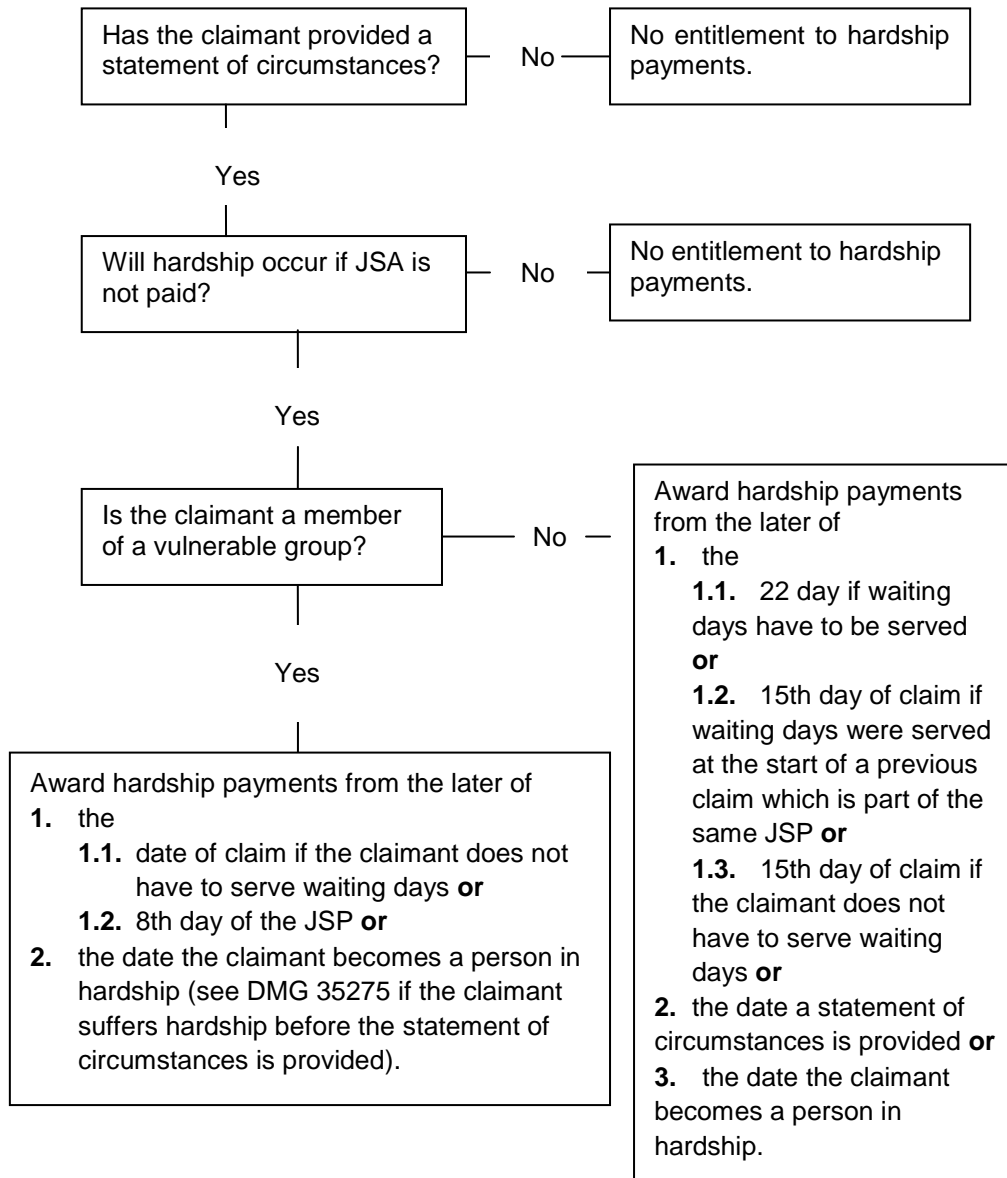 Has the claimant provided a
statement of circumstances?
No
No entitlement to hardship
payments.
Yes
Will hardship occur if JSA is
not paid?
No
No entitlement to hardship
payments.
Yes
Is the claimant a member
of a vulnerable group?
No
Award hardship payments
from the later of
1. the
1.1. 22 day if waiting
days have to be served
or
1.2. 15th day of claim if
waiting days were served
at the start of a previous
claim which is part of the
same JSP or
1.3. 15th day of claim if
the claimant does not
have to serve waiting
days or
2. the date a statement of
circumstances is provided or
3. the date the claimant
becomes a person in
hardship.
Yes
Award hardship payments from the later of
1. the
1.1. date of claim if the claimant does not
have to serve waiting days or
1.2. 8th day of the JSP or
2. the date the claimant becomes a person in
hardship (see DMG 35275 if the claimant
suffers hardship before the statement of
circumstances is provided).